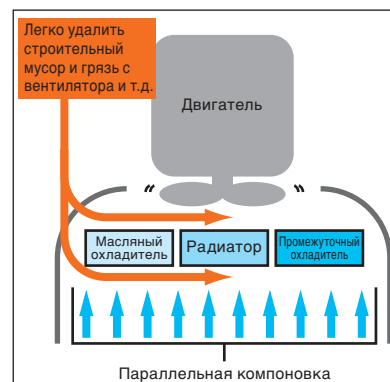 Легко удалить
строительный
мусор и грязь с
вентилятора и т.д.
Двигатель
Масляный
охладитель
Радиатор
Промежуточный
охладитель
Параллельная компоновка